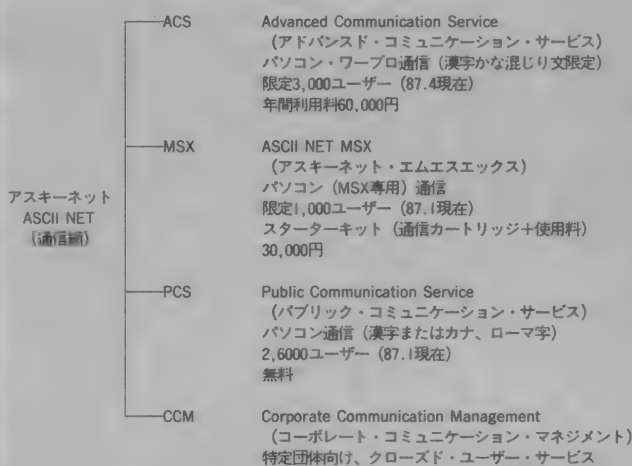 アスキーネット
ASCII NET
(通信網)
ACS
Advanced Communication Service
(アドバンスド・コミュニケーション・サービス)
パソコン・ワープロ通信 (漢字かな混じり文限定)
限定3,000ユーザー (87.4現在)
年間利用料60,000円
MSX
ASCII NET MSX
(アスキーネット・エムエスエックス)
パソコン (MSX専用) 通信
限定1,000ユーザー (87.1現在)
スターターキット (通信カートリッジ+使用料)
30,000円
PCS
Public Communication Service
(パブリック・コミュニケーション・サービス)
パソコン通信 (漢字またはカナ、ローマ字)
2,6000ユーザー (87.1現在)
無料
CCM
Corporate Communication Management
(コーポレート・コミュニケーション・マネジメント)
特定団体向け、クローズド・ユーザー・サービス